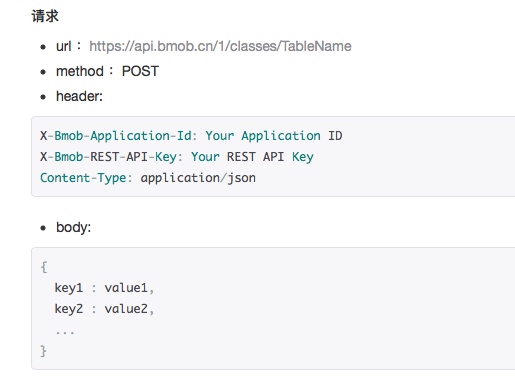 请求
• url： https://api.bmob.cn/1/classes/TableName
• method： POST
• header:
X-Bmob-Application-Id: Your Application ID
X-Bmob-REST-API-Key: Your REST API Key
Content-Type: application/json
• body:
{
  key1 : value1,
  key2 : value2,
  ...
}